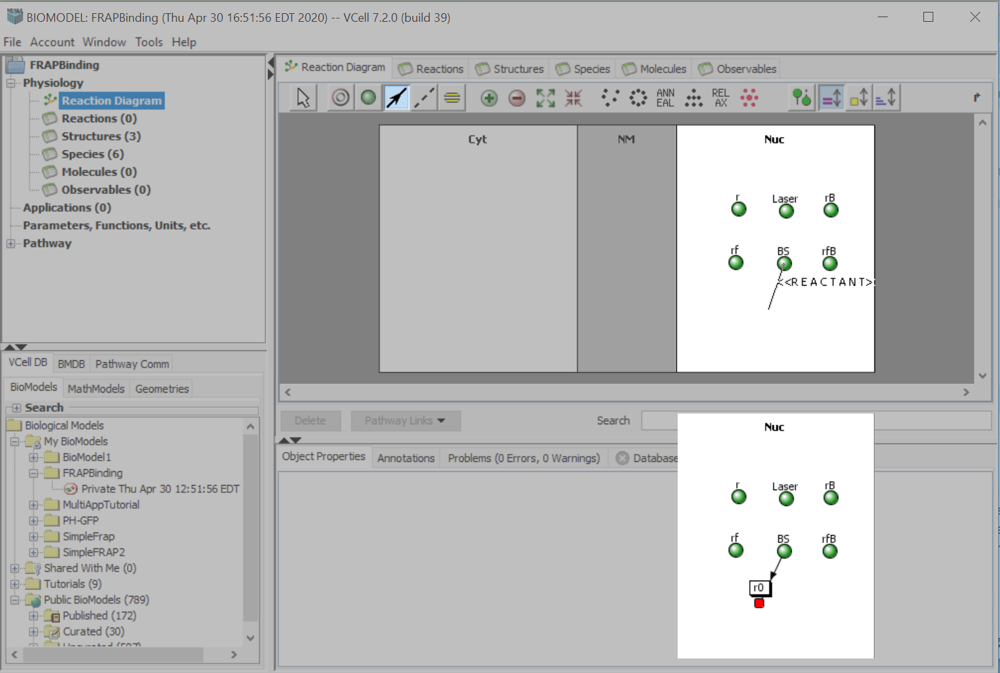 BIOMODEL: FRAPBinding (Thu Apr 30 16:51:56 EDT 2020) -- VCell 7.2.0 (build 39)
File Account Window Tools Help
FRAPBinding
Physiology
Reaction Diagram
Reactions (0)
Structures (3)
Species (6)
Molecules (0)
Observables (0)
Applications (0)
Parameters, Functions, Units, etc.
Pathway
VCell DB BMDB Pathway Comm
BioModels MathModels Geometries
Search
Biological Models
My BioModels
BioModel1
FRAPBinding
Private Thu Apr 30 12:51:56 EDT
MultiAppTutorial
PH-GFP
SimpleFrap
SimpleFRAP2
Shared With Me (0)
Tutorials (9)
Public BioModels (789)
Published (172)
Curated (30)
Reaction Diagram Reactions Structures Species Molecules Observables
ANN
EAL
REL
AX
Cyt NM Nuc
r Laser rB
rf BS rfB
<<REACTANT>
Delete Pathway Links Search
Object Properties Annotations Problems (0 Errors, 0 Warnings) Database
Nuc
r Laser rB
rf BS rfB
r0